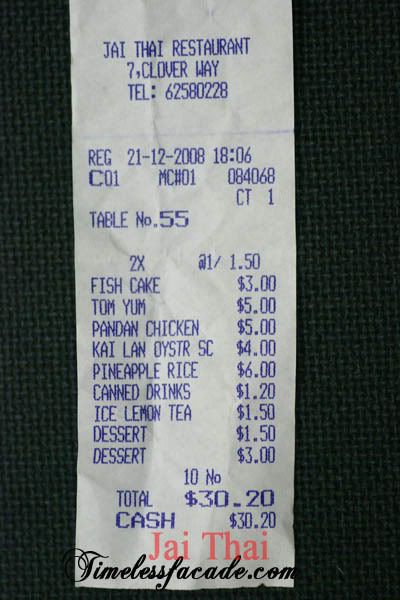 JAI THAI RESTAURANT
7,CLOVER WAY
TEL: 62580228
REG 21-12-2008 18:06
C01 MC#01 084068
CT 1
TABLE No.55
2X @1/ 1.50
FISH CAKE $3.00
TOM YUM $5.00
PANDAN CHICKEN $5.00
KAI LAN OYSTR SC $4.00
PINEAPPLE RICE $6.00
CANNED DRINKS $1.20
ICE LEMON TEA $1.50
DESSERT $1.50
DESSERT $3.00
10 No
TOTAL $30.20
CASH $30.20
Jai Thai
Timelessfacade.com